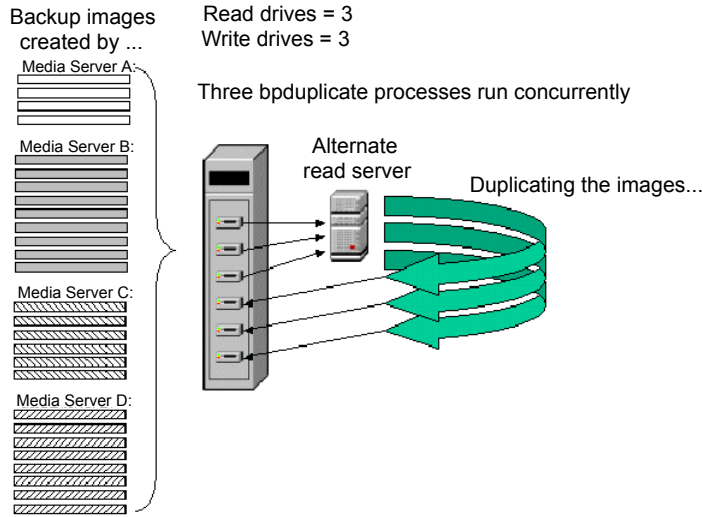 Backup images
created by ...
Read drives = 3
Write drives = 3
Media Server A:
Three bpduplicate processes run concurrently
Media Server B:
Alternate
read server
Duplicating the images...
Media Server C:
Media Server D: